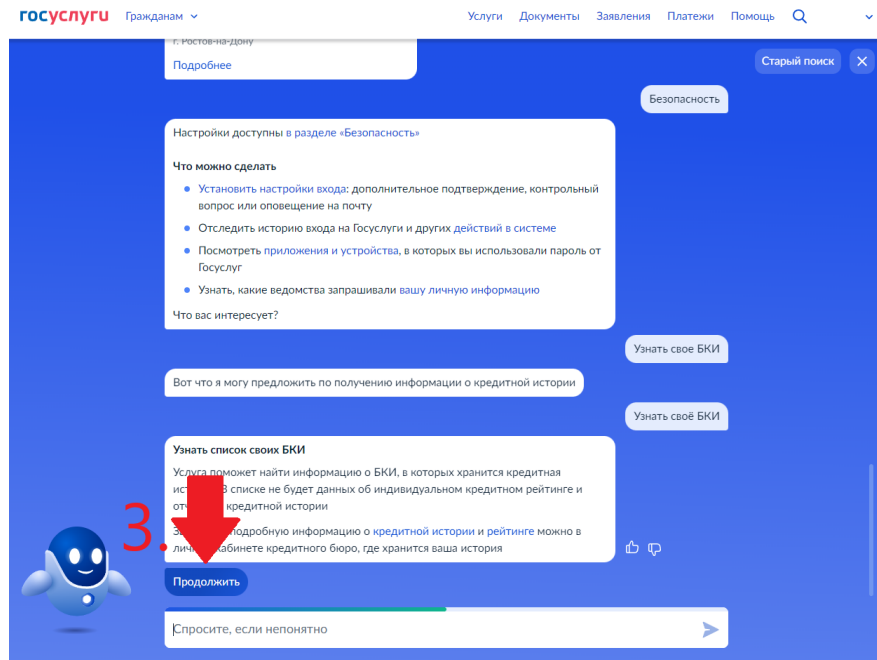 госуслуги Гражданам Услуги Документы Заявления Платежи Помощь
г. Ростов-на-Дону
Подробнее
Старый поиск
Безопасность
Настройки доступны в разделе «Безопасность»
Что можно сделать
Установить настройки входа: дополнительное подтверждение, контрольный
вопрос или оповещение на почту
Отследить историю входа на Госуслуги и других действий в системе
Посмотреть приложения и устройства, в которых вы использовали пароль от
Госуслуг
Узнать, какие ведомства запрашивали вашу личную информацию
Что вас интересует?
Узнать свое БКИ
Вот что я могу предложить по получению информации о кредитной истории
Узнать своё БКИ
Узнать список своих БКИ
Услуга поможет найти информацию о БКИ, в которых хранится кредитная
В списке не будет данных об индивидуальном кредитном рейтинге и
кредитной истории
3.
подробную информацию о кредитной истории и рейтинге можно в
кабинете кредитного бюро, где хранится ваша история
Продолжить
Спросите, если непонятно